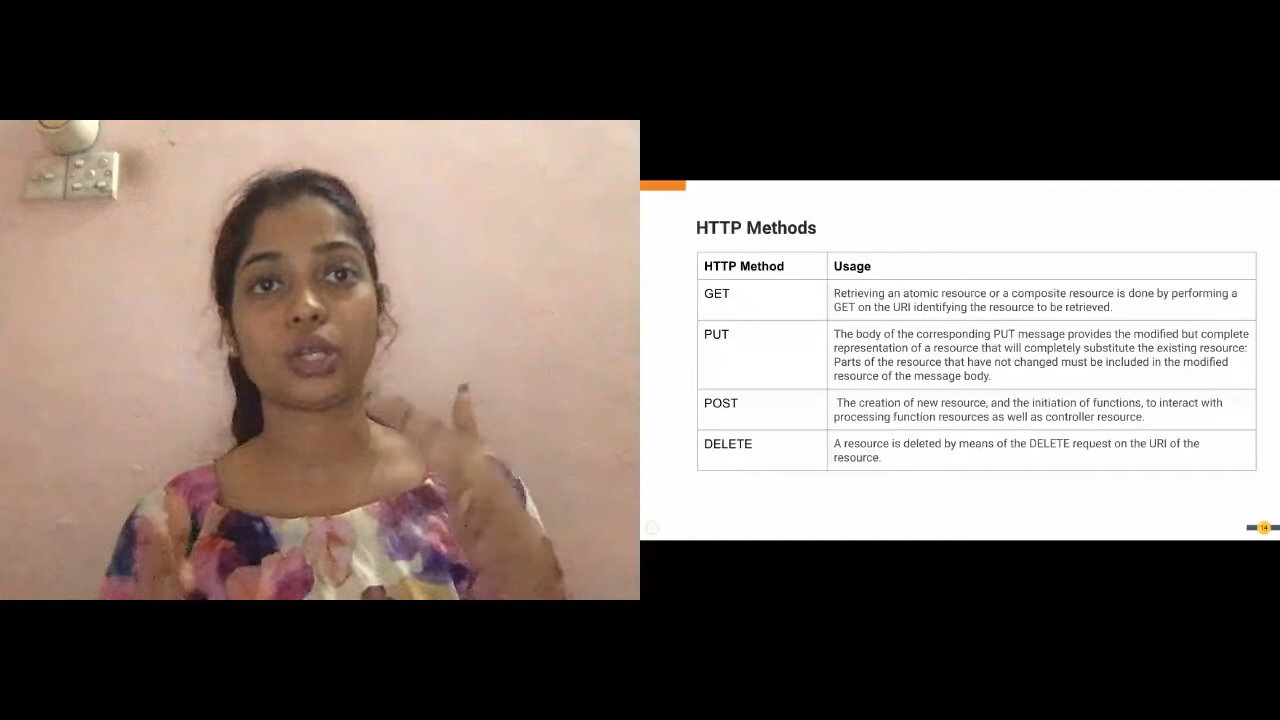 HTTP Methods
HTTP Method
Usage
GET
Retrieving an atomic resource or a composite resource is done by performing a
GET on the URI identifying the resource to be retrieved.
PUT
The body of the corresponding PUT message provides the modified but complete
representation of a resource that will completely substitute the existing resource:
Parts of the resource that have not changed must be included in the modified
resource of the message body.
POST
The creation of new resource, and the initiation of functions, to interact with
processing function resources as well as controller resource.
DELETE
A resource is deleted by means of the DELETE request on the URI of the
resource.
14